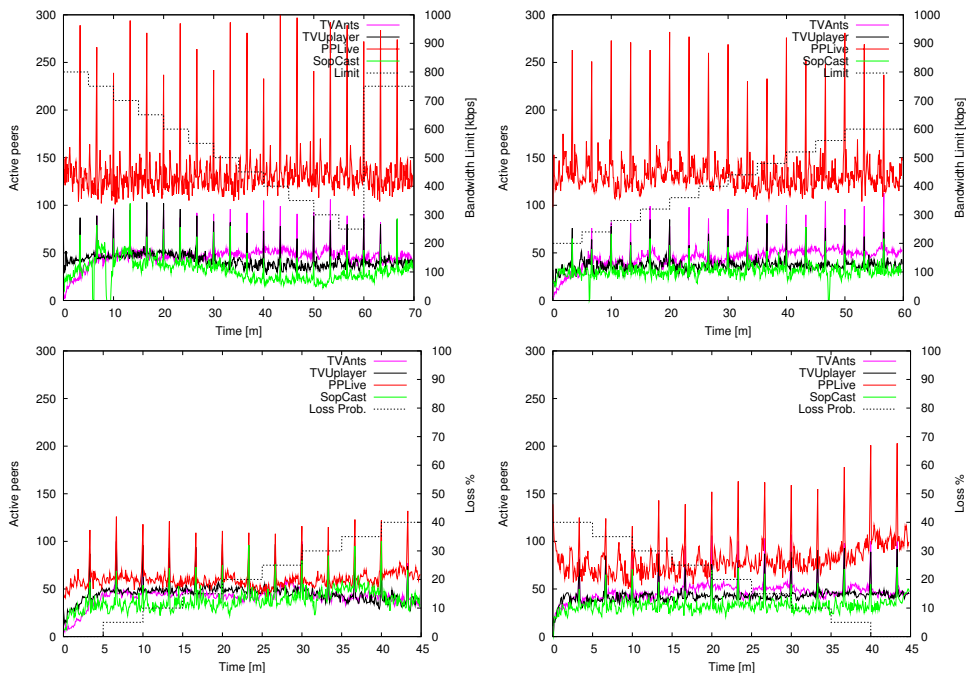 300 250 200 150 100 50 0
Active peers
0 10 20 30 40 50 60 70
Time [m]
1000 900 800 700 600 500 400 300 200 100 0
Bandwidth Limit [kbps]
TVAnts
TVUplayer
PPLive
SopCast
Limit
300 250 200 150 100 50 0
Active peers
0 10 20 30 40 50 60
Time [m]
1000 900 800 700 600 500 400 300 200 100 0
Bandwidth Limit [kbps]
TVAnts
TVUplayer
PPLive
SopCast
Limit
300 250 200 150 100 50 0
Active peers
0 5 10 15 20 25 30 35 40 45
Time [m]
100 90 80 70 60 50 40 30 20 10 0
Loss %
TVAnts
TVUplayer
PPLive
SopCast
Loss Prob.
300 250 200 150 100 50 0
Active peers
0 5 10 15 20 25 30 35 40 45
Time [m]
100 90 80 70 60 50 40 30 20 10 0
Loss %
TVAnts
TVUplayer
PPLive
SopCast
Loss Prob.